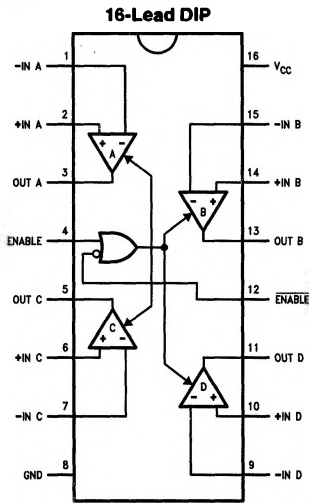 16-Lead DIP
1
-IN A
2
+IN A
3
OUT A
4
ENABLE
5
OUT C
6
+IN C
7
-IN C
8
GND
16
VCC
15
-IN B
14
+IN B
13
OUT B
12
ENABLE
11
OUT D
10
+IN D
9
-IN D
+ -
A
- +
B
+ -
C
- +
D